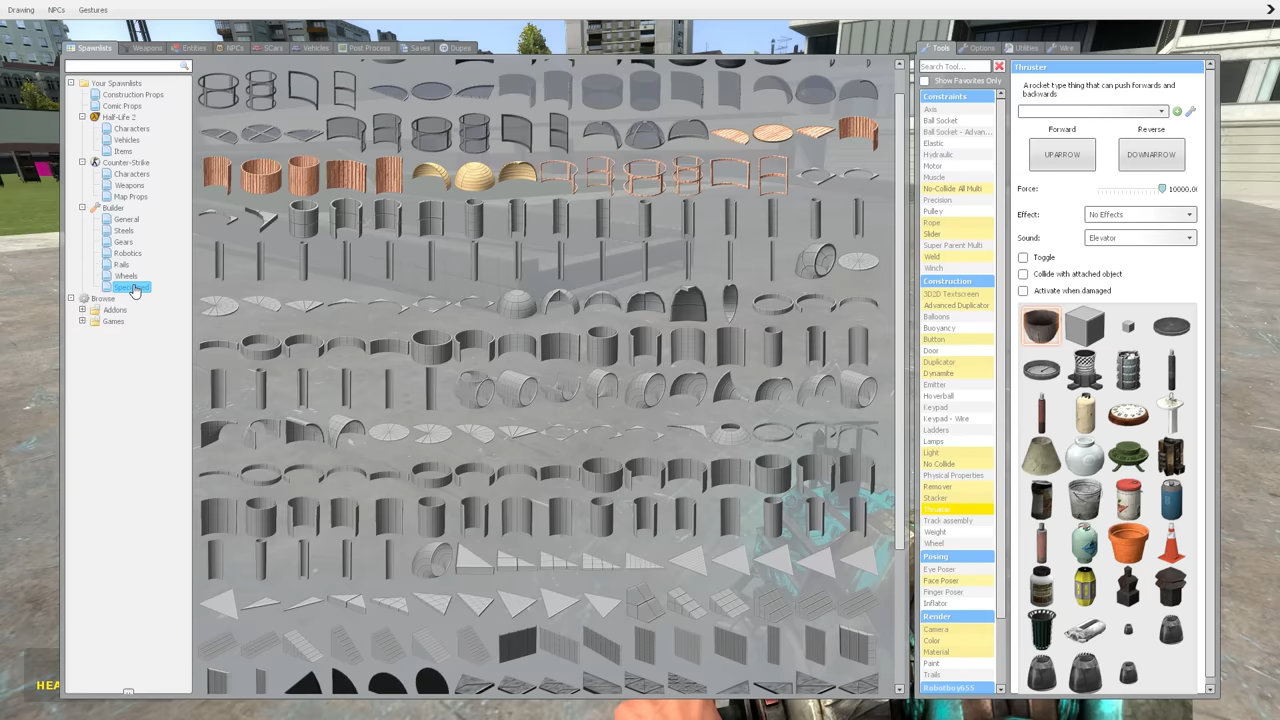 Drawing NPCs Gestures
Spawnlists Weapons Entities NPCs SCars Vehicles Post Process Saves Dupes
Your Spawnlists
Construction Props
Comic Props
Half-Life 2
Characters
Vehicles
Items
Counter-Strike
Characters
Weapons
Map Props
Builder
General
Steels
Gears
Robotics
Rails
Wheels
Browse
Addons
Games
HEA
Tools Options Utilities Wire
Search Tool...
Show Favorites Only
Constraints
Axis
Ball Socket
Ball Socket - Advan...
Elastic
Hydraulic
Motor
Muscle
No-Collide All Multi
Precision
Pulley
Rope
Slider
Super Parent Multi
Weld
Winch
Construction
3D2D Textscreen
Advanced Duplicator
Balloons
Buoyancy
Button
Door
Duplicator
Dynamite
Emitter
Hoverball
Keypad
Keypad - Wire
Ladders
Lamps
Light
No Collide
Physical Properties
Remover
Stacker
Thruster
Track assembly
Weight
Wheel
Posing
Eye Poser
Face Poser
Finger Poser
Inflator
Render
Camera
Color
Material
Paint
Trails
Robotboy655
Thruster
A rocket type thing that can push forwards and
backwards
Forward Reverse
UPARROW DOWNARROW
Force: 10000.0
Effect: No Effects
Sound: Elevator
Toggle
Collide with attached object
Activate when damaged